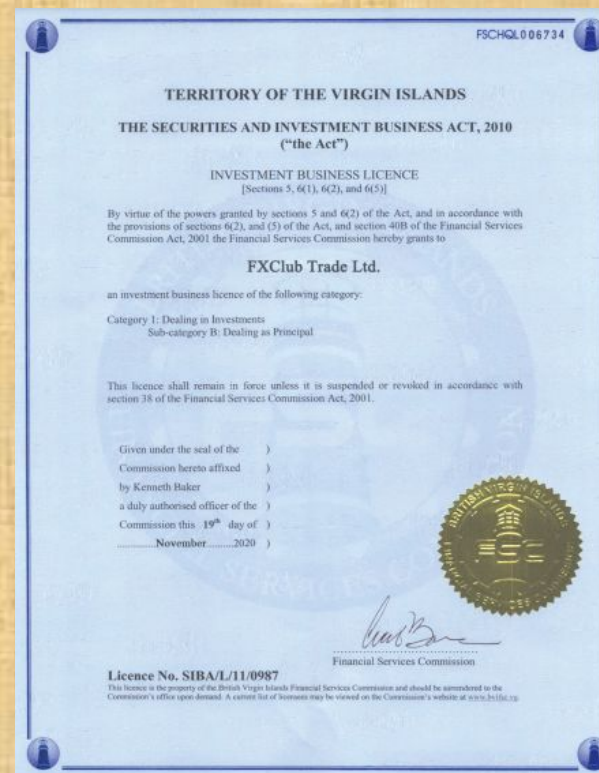 FSCHQL006734
TERRITORY OF THE VIRGIN ISLANDS
THE SECURITIES AND INVESTMENT BUSINESS ACT, 2010
("the Act")
INVESTMENT BUSINESS LICENCE
[Sections 5, 6(1), 6(2), and 6(5)]
By virtue of the powers granted by sections 5 and 6(2) of the Act, and in accordance with
the provisions of sections 6(2), and (5) of the Act, and section 40B of the Financial Services
Commission Act, 2001 the Financial Services Commission hereby grants to
FXClub Trade Ltd.
an investment business licence of the following category:
Category 1: Dealing in Investments
Sub-category B: Dealing as Principal
This licence shall remain in force unless it is suspended or revoked in accordance with
section 38 of the Financial Services Commission Act, 2001.
Given under the seal of the )
Commission hereto affixed )
by Kenneth Baker )
a duly authorised officer of the )
Commission this 19th day of )
November 2020 )
BRITISH VIRGIN ISLANDS
FSC
Financial Services Commission
Licence No. SIBA/L/11/0987
This licence is the property of the British Virgin Islands Financial Services Commission and should be surrendered to the
Commission's office upon demand. A current list of licensees may be viewed on the Commission's website at www.bvifsc.vg.